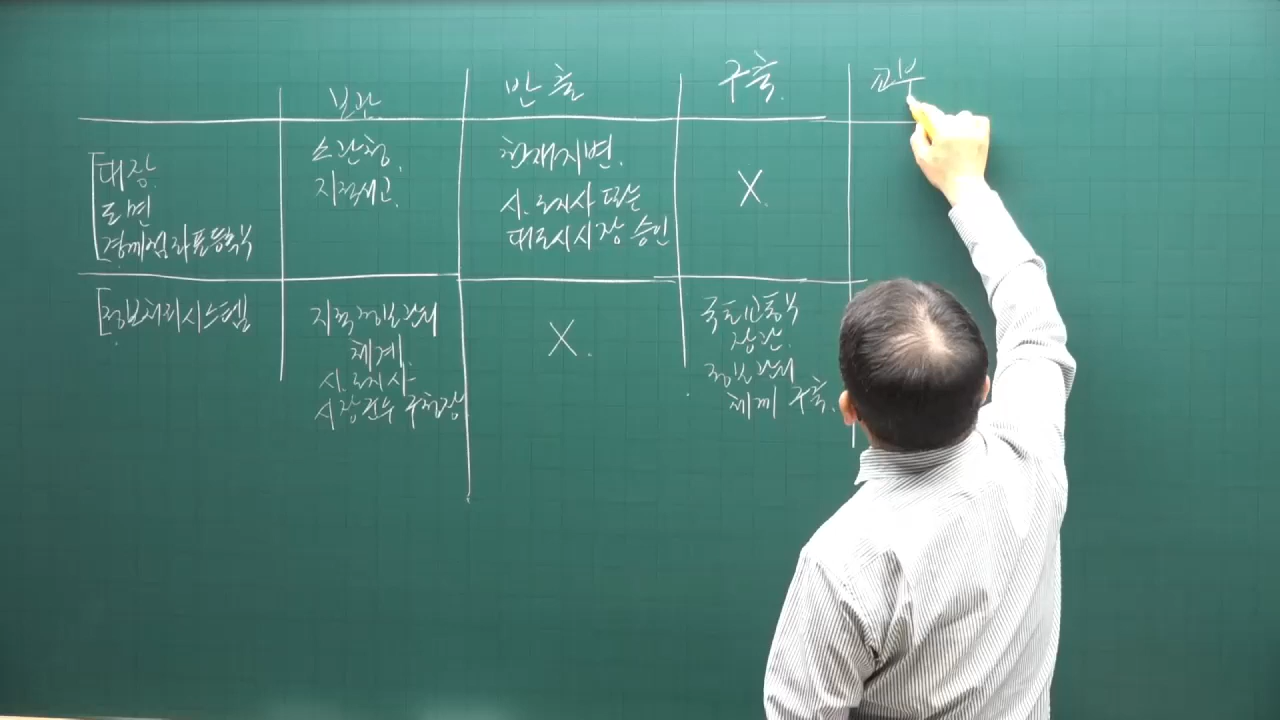 보관
반출
구축.
교부
대장.
도면
경계점좌표등록부
소관청.
지적서고.
천재지변.
시.도지사 또는
대도시시장 승인
X.
정보처리시스템
지적정보관리
체계.
시.도지사.
시장군수 구청장
X.
국토교통부
장관.
정보관리
체계 구축.